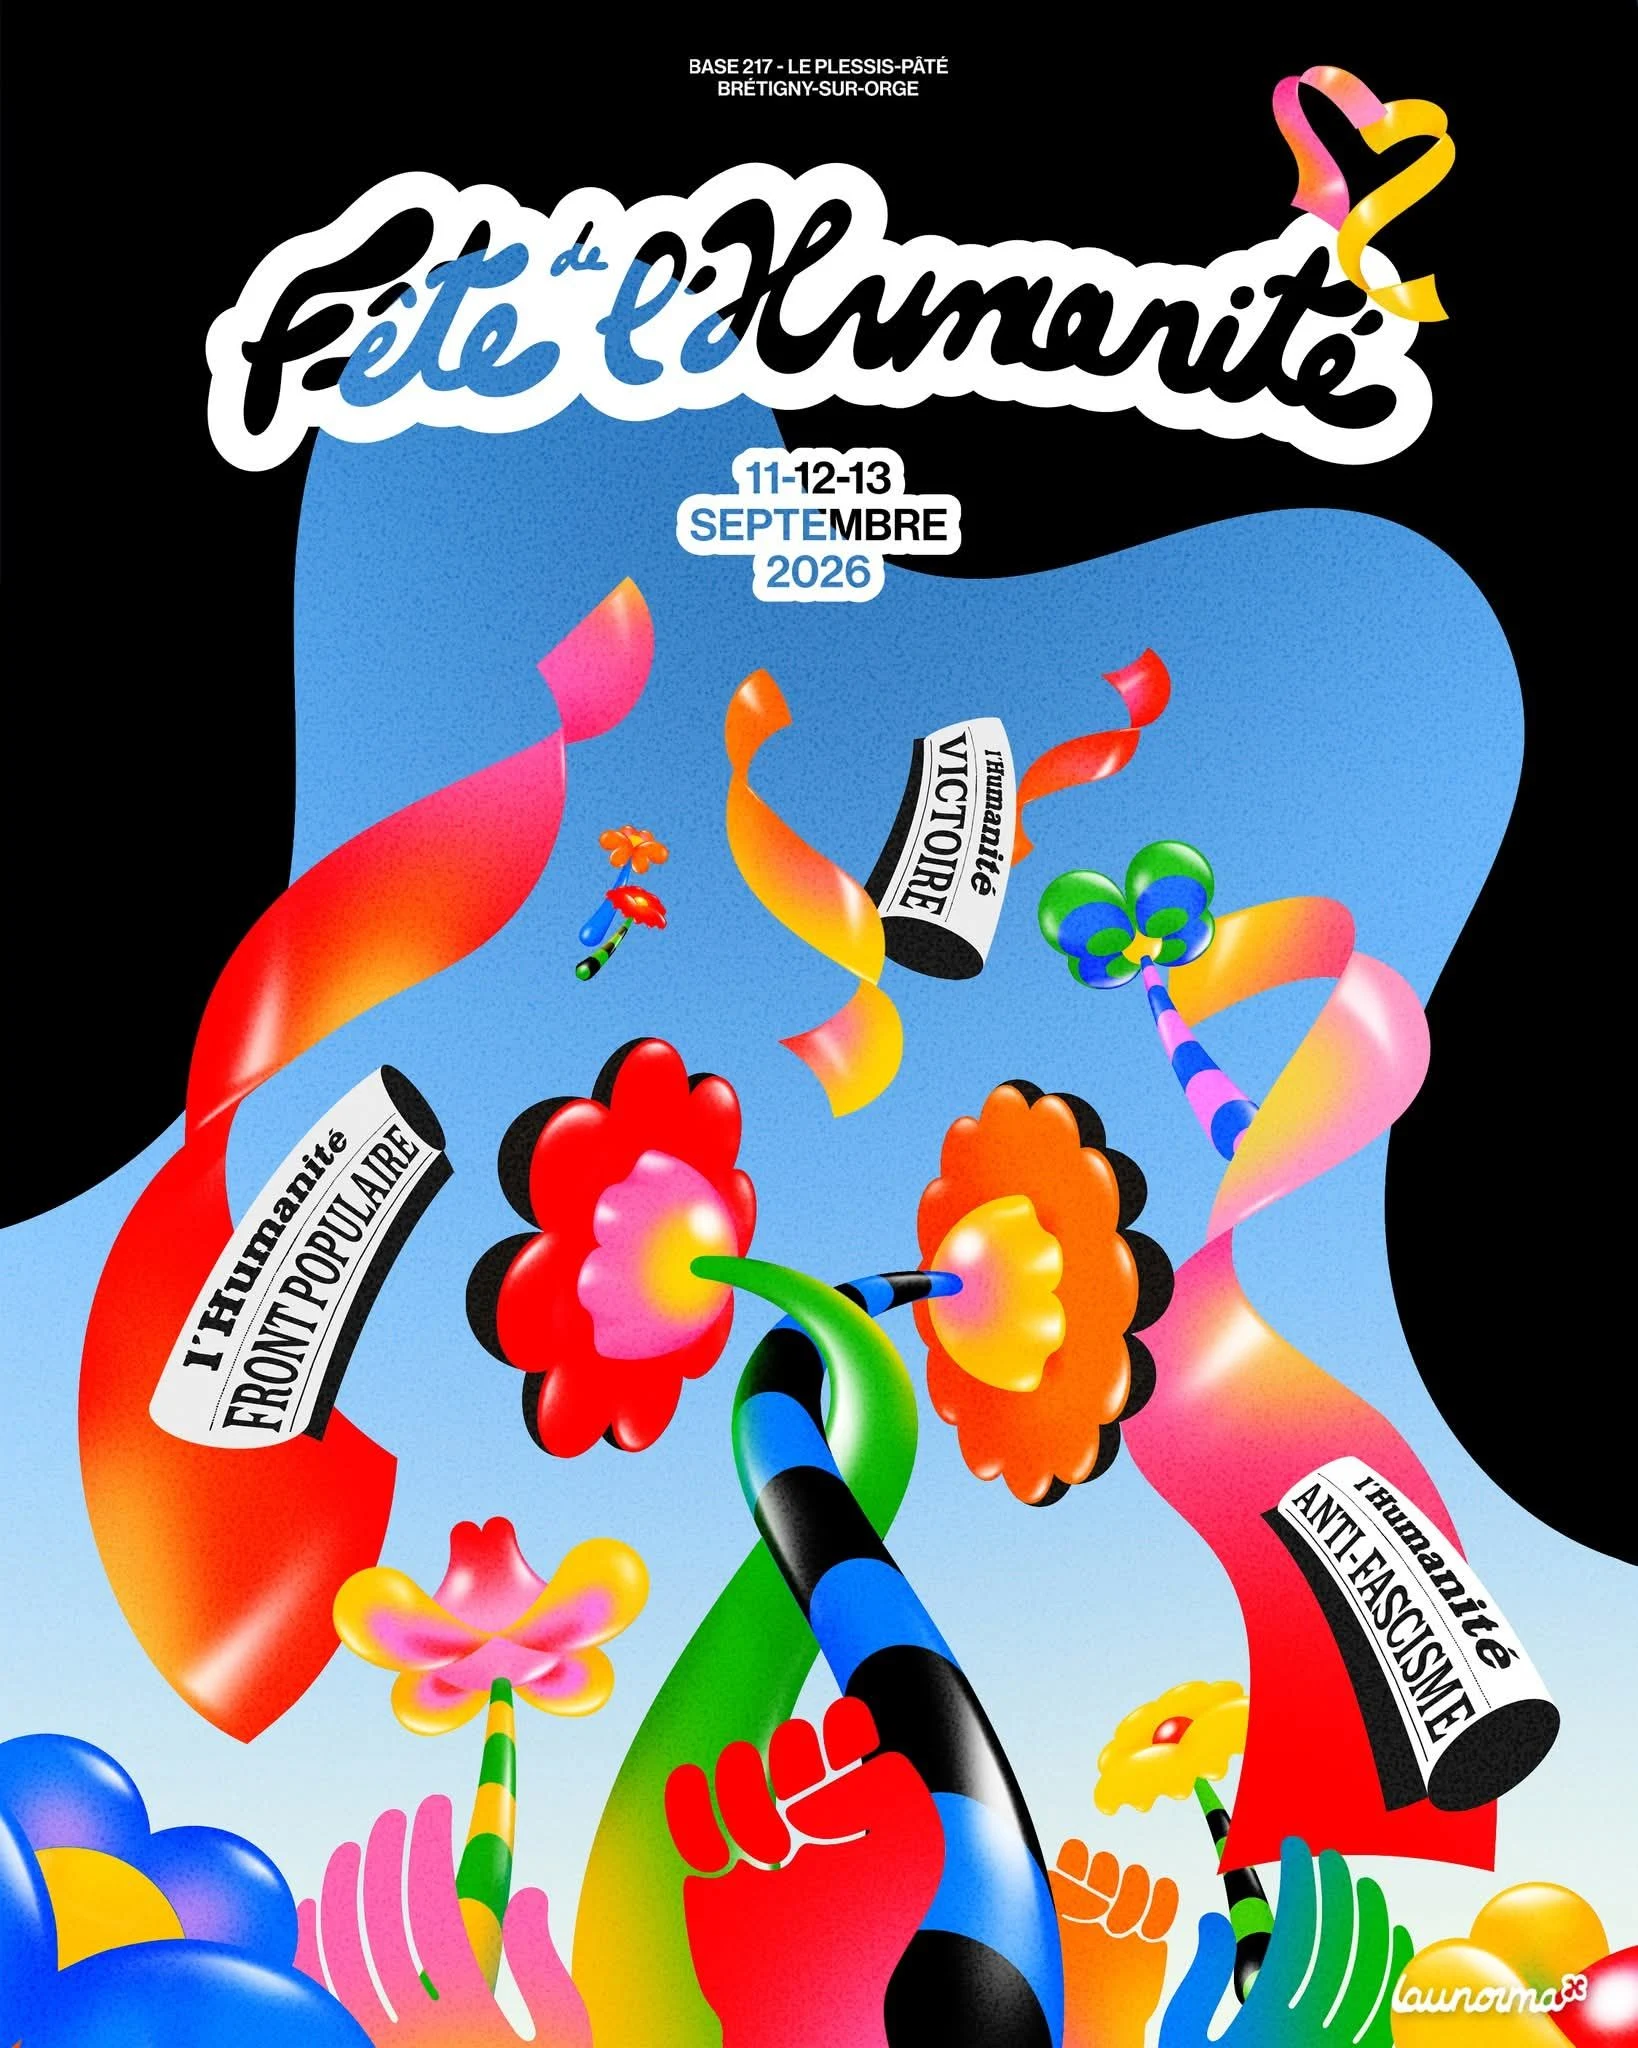 BASE 217 - LE PLESSIS-PÂTÉ
BRÉTIGNY-SUR-ORGE
Fête de l'Humanité
11-12-13
SEPTEMBRE
2026
l'Humanité
VICTOIRE
l'Humanité
FRONT POPULAIRE
l'Humanité
ANTI-FASCISME
launorma